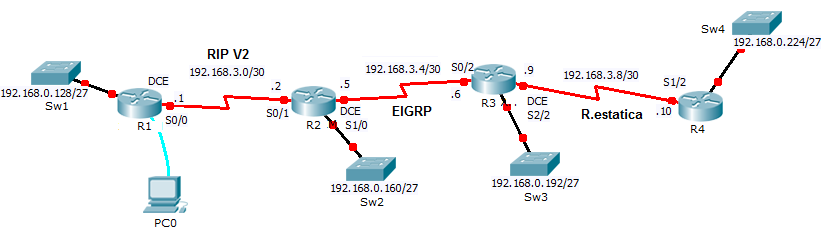 Sw4
192.168.0.224/27
RIP V2
192.168.3.0/30
192.168.3.4/30
S0/2
.9
192.168.3.8/30
S1/2
DCE
192.168.0.128/27
Sw1
.1
S0/0
R1
.2
S0/1
R2
.5
DCE
S1/0
EIGRP
.6
R3
DCE
S2/2
R.estatica
.10
R4
192.168.0.160/27
Sw2
192.168.0.192/27
Sw3
PC0